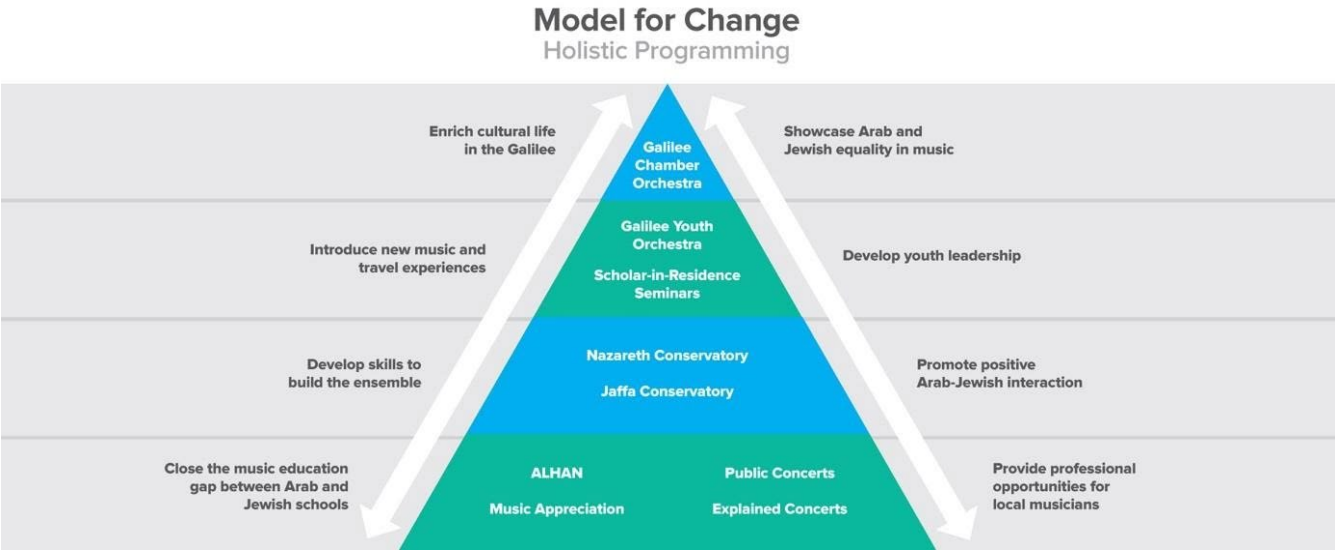 Model for Change
Holistic Programming
Enrich cultural life
in the Galilee
Galilee
Chamber
Orchestra
Showcase Arab and
Jewish equality in music
Introduce new music and
travel experiences
Galilee Youth
Orchestra
Scholar-in-Residence
Seminars
Develop youth leadership
Develop skills to
build the ensemble
Nazareth Conservatory
Jaffa Conservatory
Promote positive
Arab-Jewish interaction
Close the music education
gap between Arab and
Jewish schools
ALHAN
Music Appreciation
Public Concerts
Explained Concerts
Provide professional
opportunities for
local musicians